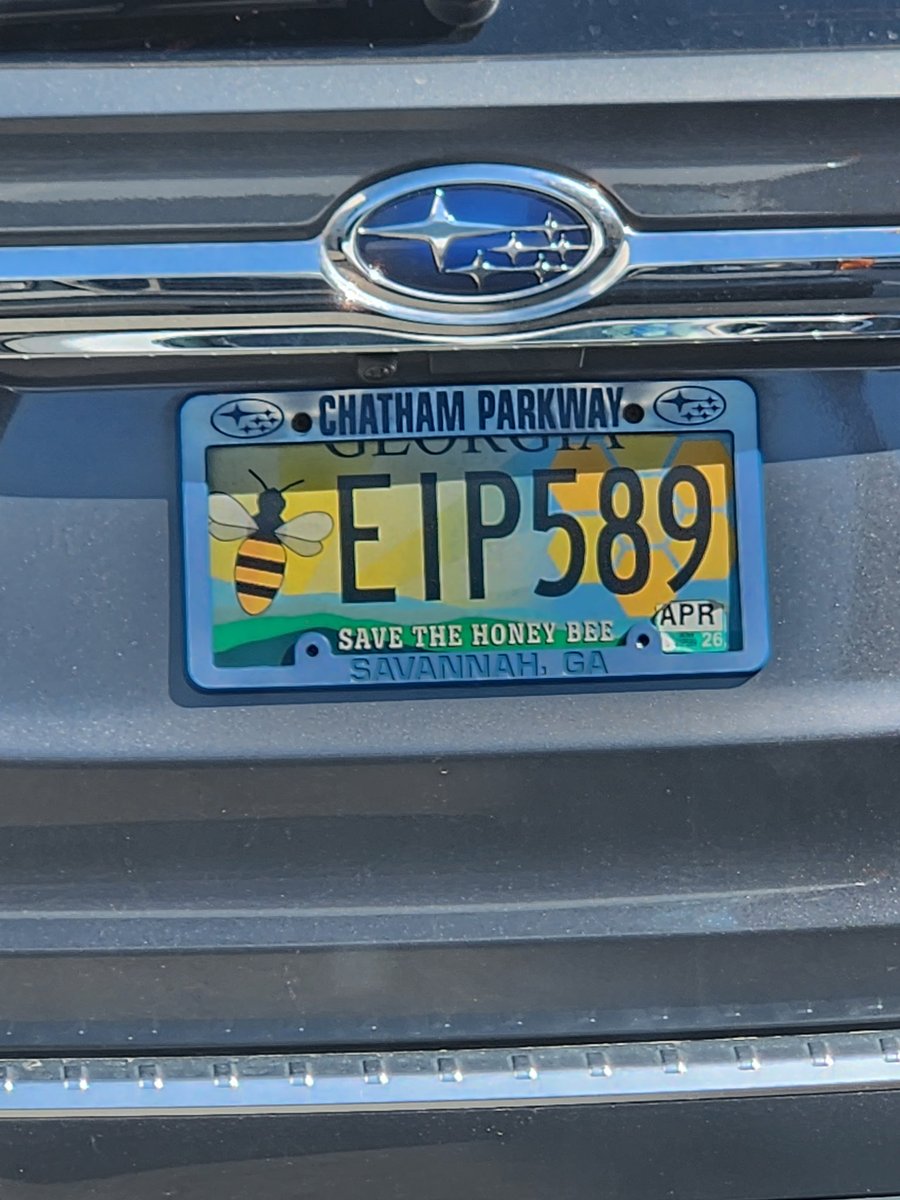 CHATHAM PARKWAY
GEORGIA
EIP589
APR
26
SAVE THE HONEY BEE
SAVANNAH, GA